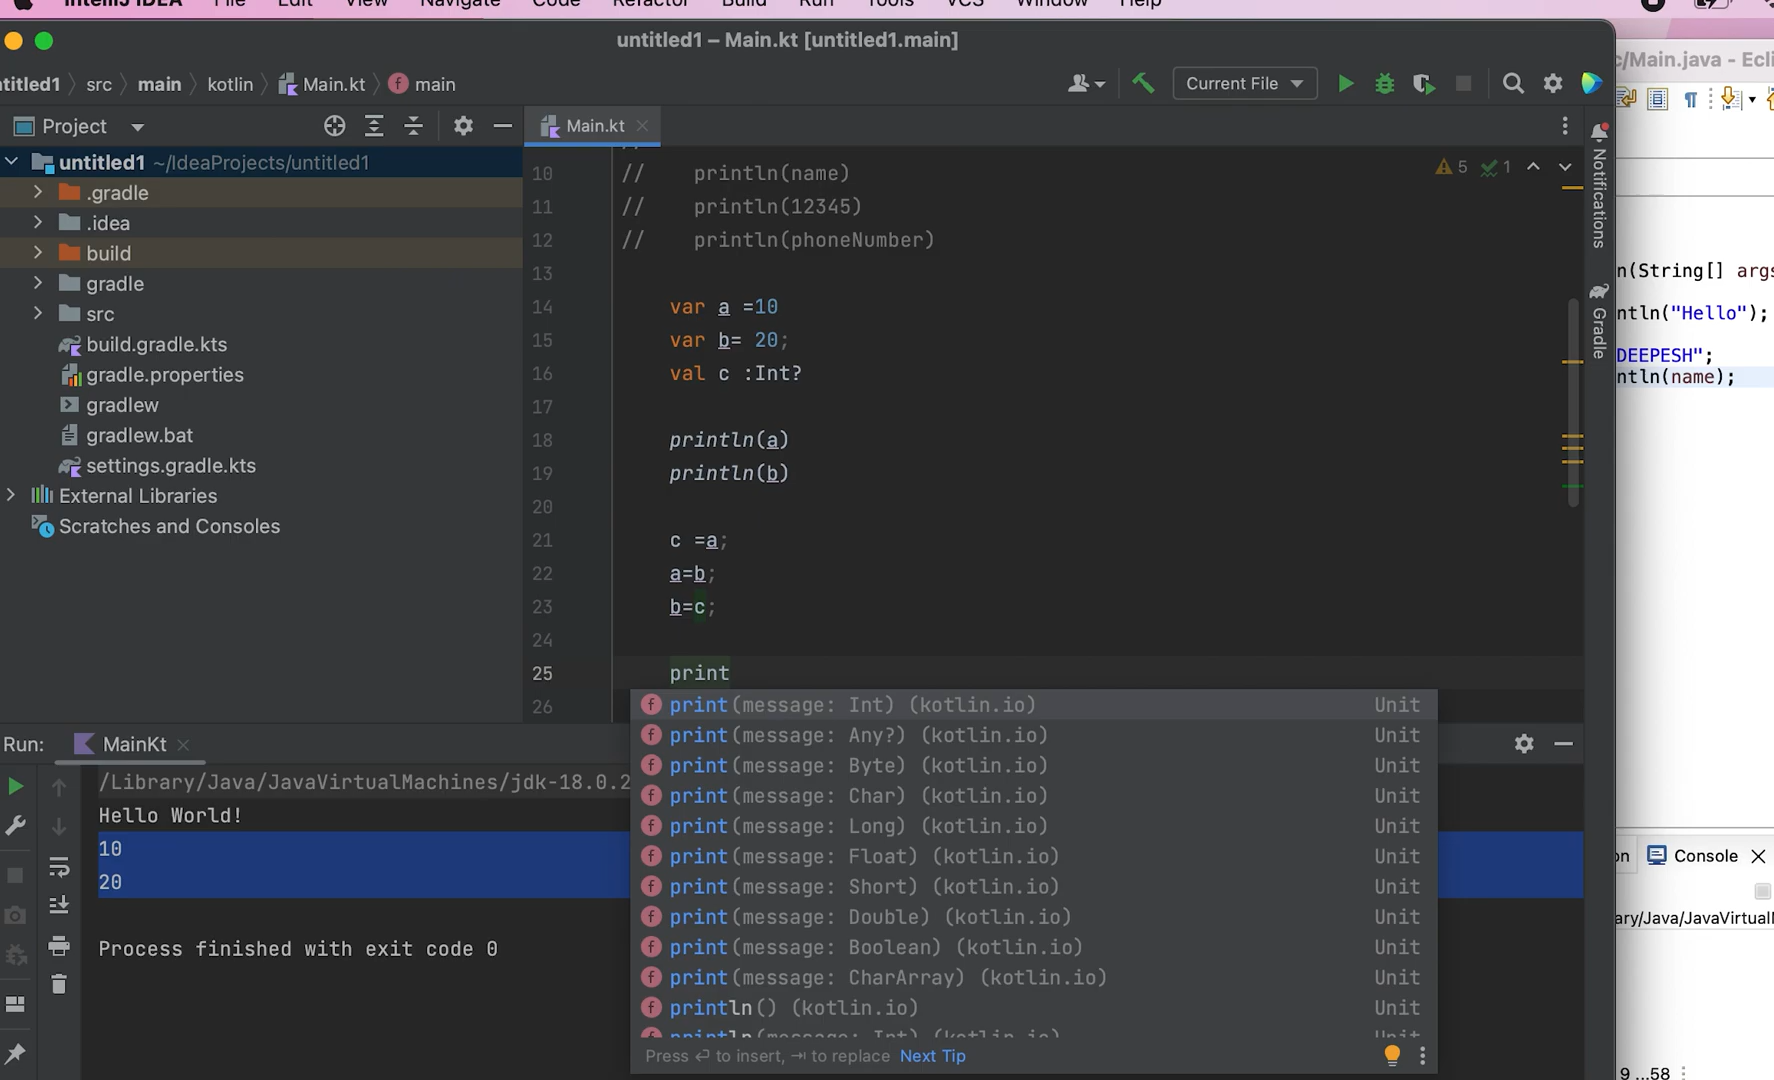 IntelliJ IDEA File Edit View Navigate Code Refactor Build Run Tools VCS Window Help
untitled1 – Main.kt [untitled1.main]
c/Main.java - Ecli
ntitled1 src main kotlin Main.kt main
Current File
Project
Main.kt
untitled1 ~/IdeaProjects/untitled1
.gradle
.idea
build
gradle
src
build.gradle.kts
gradle.properties
gradlew
gradlew.bat
settings.gradle.kts
External Libraries
Scratches and Consoles
5 1
10 // println(name)
11 // println(12345)
12 // println(phoneNumber)
13
14 var a =10
15 var b= 20;
16 val c :Int?
17
18 println(a)
19 println(b)
20
21 c =a;
22 a=b;
23 b=c;
24
25 print
26
Notifications
Gradle
n(String[] args
ntln("Hello");
DEEPESH";
ntln(name);
print(message: Int) (kotlin.io) Unit
print(message: Any?) (kotlin.io) Unit
print(message: Byte) (kotlin.io) Unit
print(message: Char) (kotlin.io) Unit
print(message: Long) (kotlin.io) Unit
print(message: Float) (kotlin.io) Unit
print(message: Short) (kotlin.io) Unit
print(message: Double) (kotlin.io) Unit
print(message: Boolean) (kotlin.io) Unit
print(message: CharArray) (kotlin.io) Unit
println() (kotlin.io) Unit
println(message: Int) (kotlin.io) Unit
Press ↩ to insert, ⇥ to replace Next Tip
Run: MainKt
/Library/Java/JavaVirtualMachines/jdk-18.0.2
Hello World!
10
20
Process finished with exit code 0
on Console
ary/Java/JavaVirtual
9 ...58